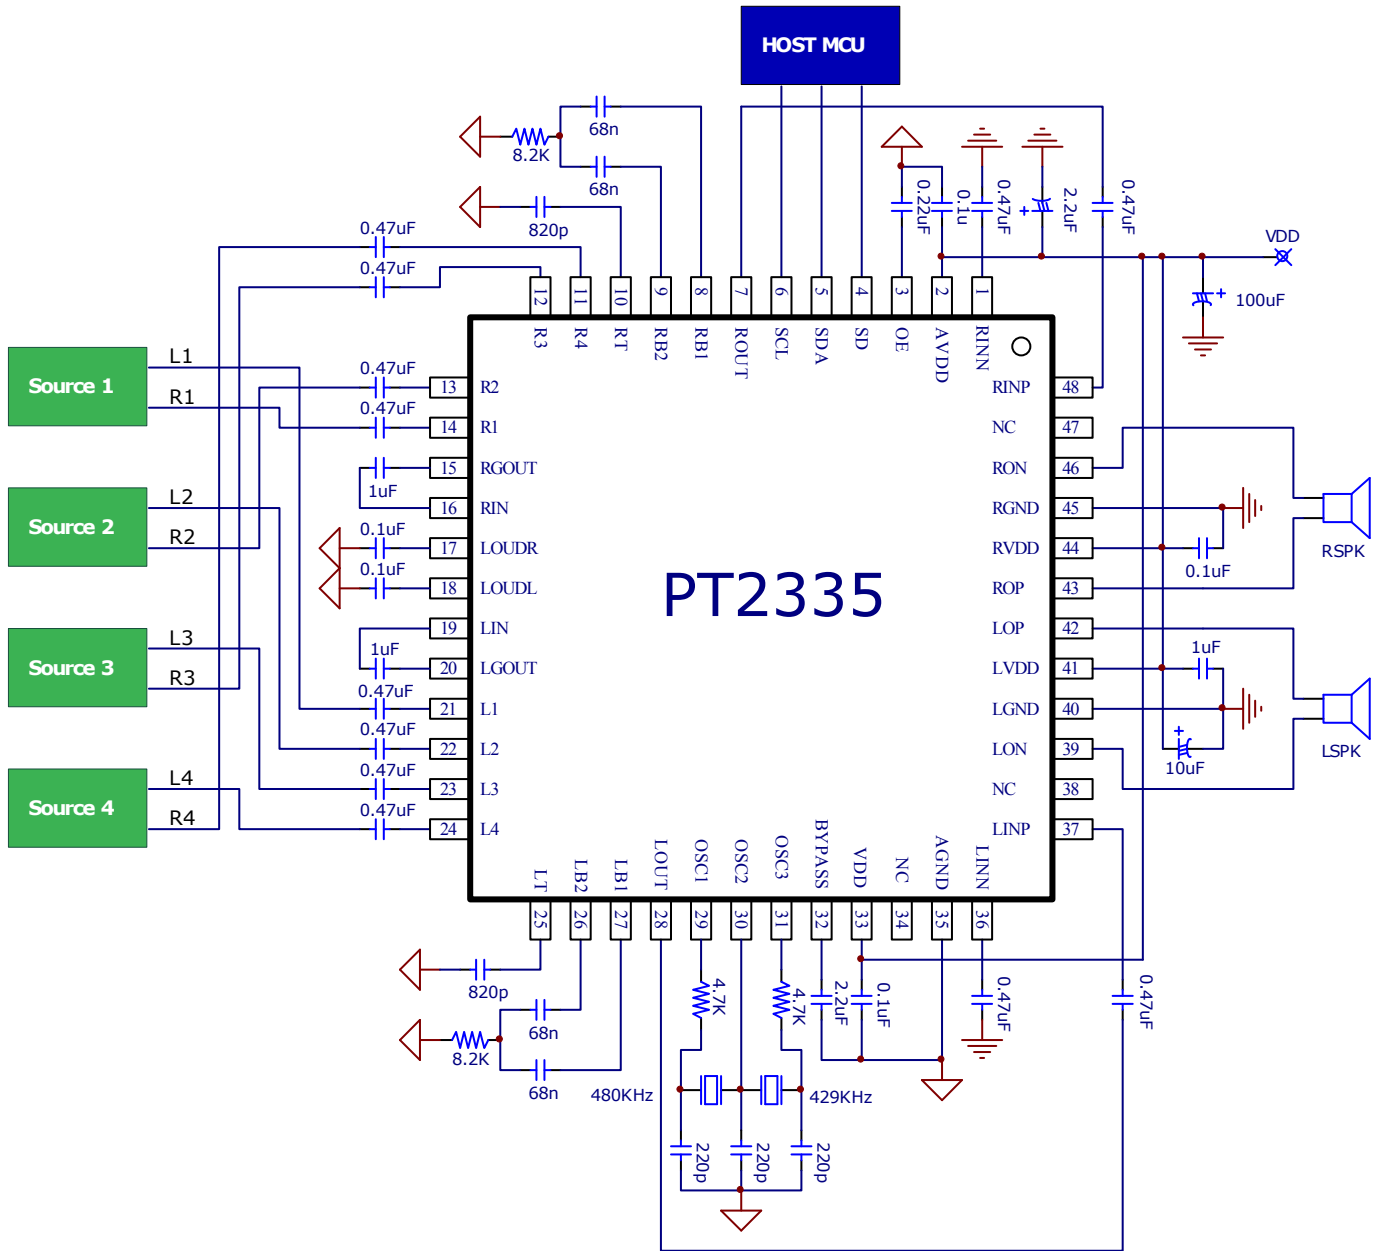 HOST MCU
68n
8.2K
68n
820p
0.47uF
0.47uF
0.22uF
0.1u
0.47uF
2.2uF
+
0.47uF
VDD
+
100uF
12
11
10
9
8
7
6
5
4
3
2
1
R3
R4
RT
RB2
RB1
ROUT
SCL
SDA
SD
OE
AVDD
RINN
Source 1
L1
R1
Source 2
L2
R2
Source 3
L3
R3
Source 4
L4
R4
0.47uF
13 R2
0.47uF
14 R1
15 RGOUT
1uF
16 RIN
0.1uF
17 LOUDR
0.1uF
18 LOUDL
19 LIN
1uF
20 LGOUT
0.47uF
21 L1
0.47uF
22 L2
0.47uF
23 L3
0.47uF
24 L4
PT2335
RINP 48
NC 47
RON 46
RGND 45
RVDD 44
0.1uF
ROP 43
RSPK
LOP 42
1uF
LVDD 41
LGND 40
+
LON 39
10uF
LSPK
NC 38
LINP 37
LT
LB2
LB1
LOUT
OSC1
OSC2
OSC3
BYPASS
VDD
NC
AGND
LINN
25
26
27
28
29
30
31
32
33
34
35
36
820p
68n
8.2K
68n
4.7K
4.7K
2.2uF
0.1uF
0.47uF
0.47uF
480KHz
429KHz
220p
220p
220p